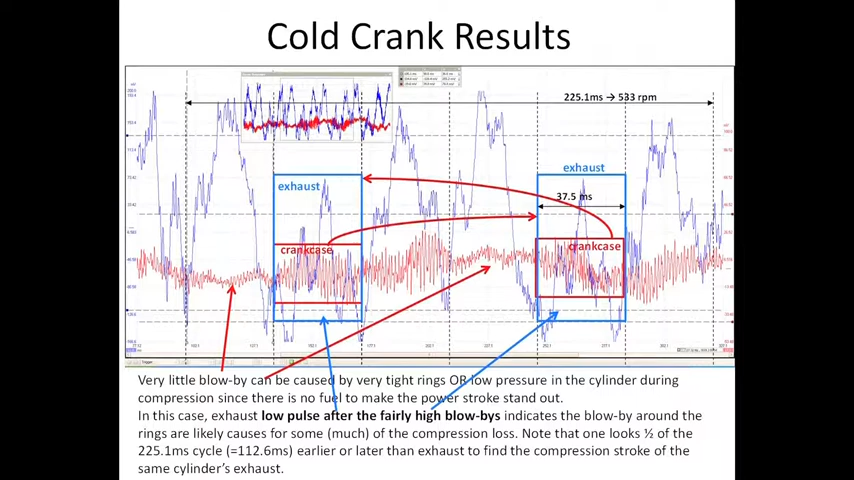 Cold Crank Results
225.1ms → 533 rpm
exhaust
exhaust
37.5 ms
crankcase
crankcase
Very little blow-by can be caused by very tight rings OR low pressure in the cylinder during
compression since there is no fuel to make the power stroke stand out.
In this case, exhaust low pulse after the fairly high blow-bys indicates the blow-by around the
rings are likely causes for some (much) of the compression loss. Note that one looks ½ of the
225.1ms cycle (=112.6ms) earlier or later than exhaust to find the compression stroke of the
same cylinder's exhaust.